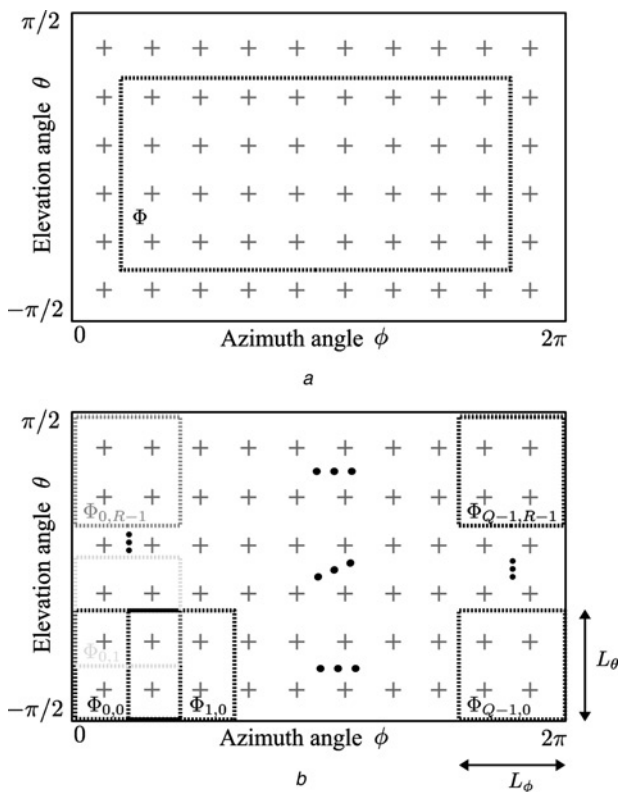 π/2
Elevation angle θ
Φ
−π/2
0
Azimuth angle ϕ
2π
a
π/2
Elevation angle θ
Φ0,R−1
ΦQ−1,R−1
Φ0,1
Φ0,0
Φ1,0
ΦQ−1,0
Lθ
−π/2
0
Azimuth angle ϕ
2π
b
Lϕ